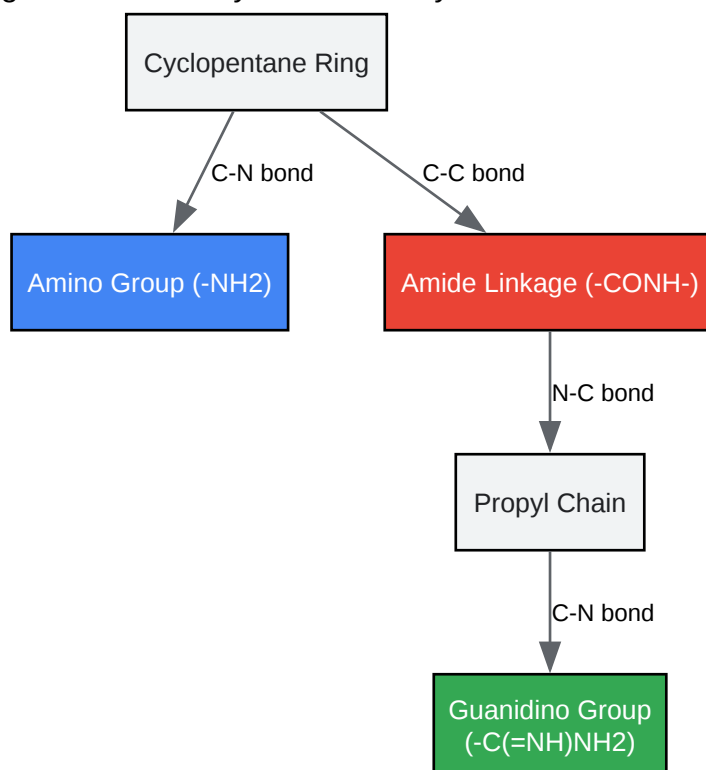 Cyclopentane Ring
C-N bond
C-C bond
Amino Group (-NH2)
Amide Linkage (-CONH-)
N-C bond
Propyl Chain
C-N bond
Guanidino Group
(-C(=NH)NH2)